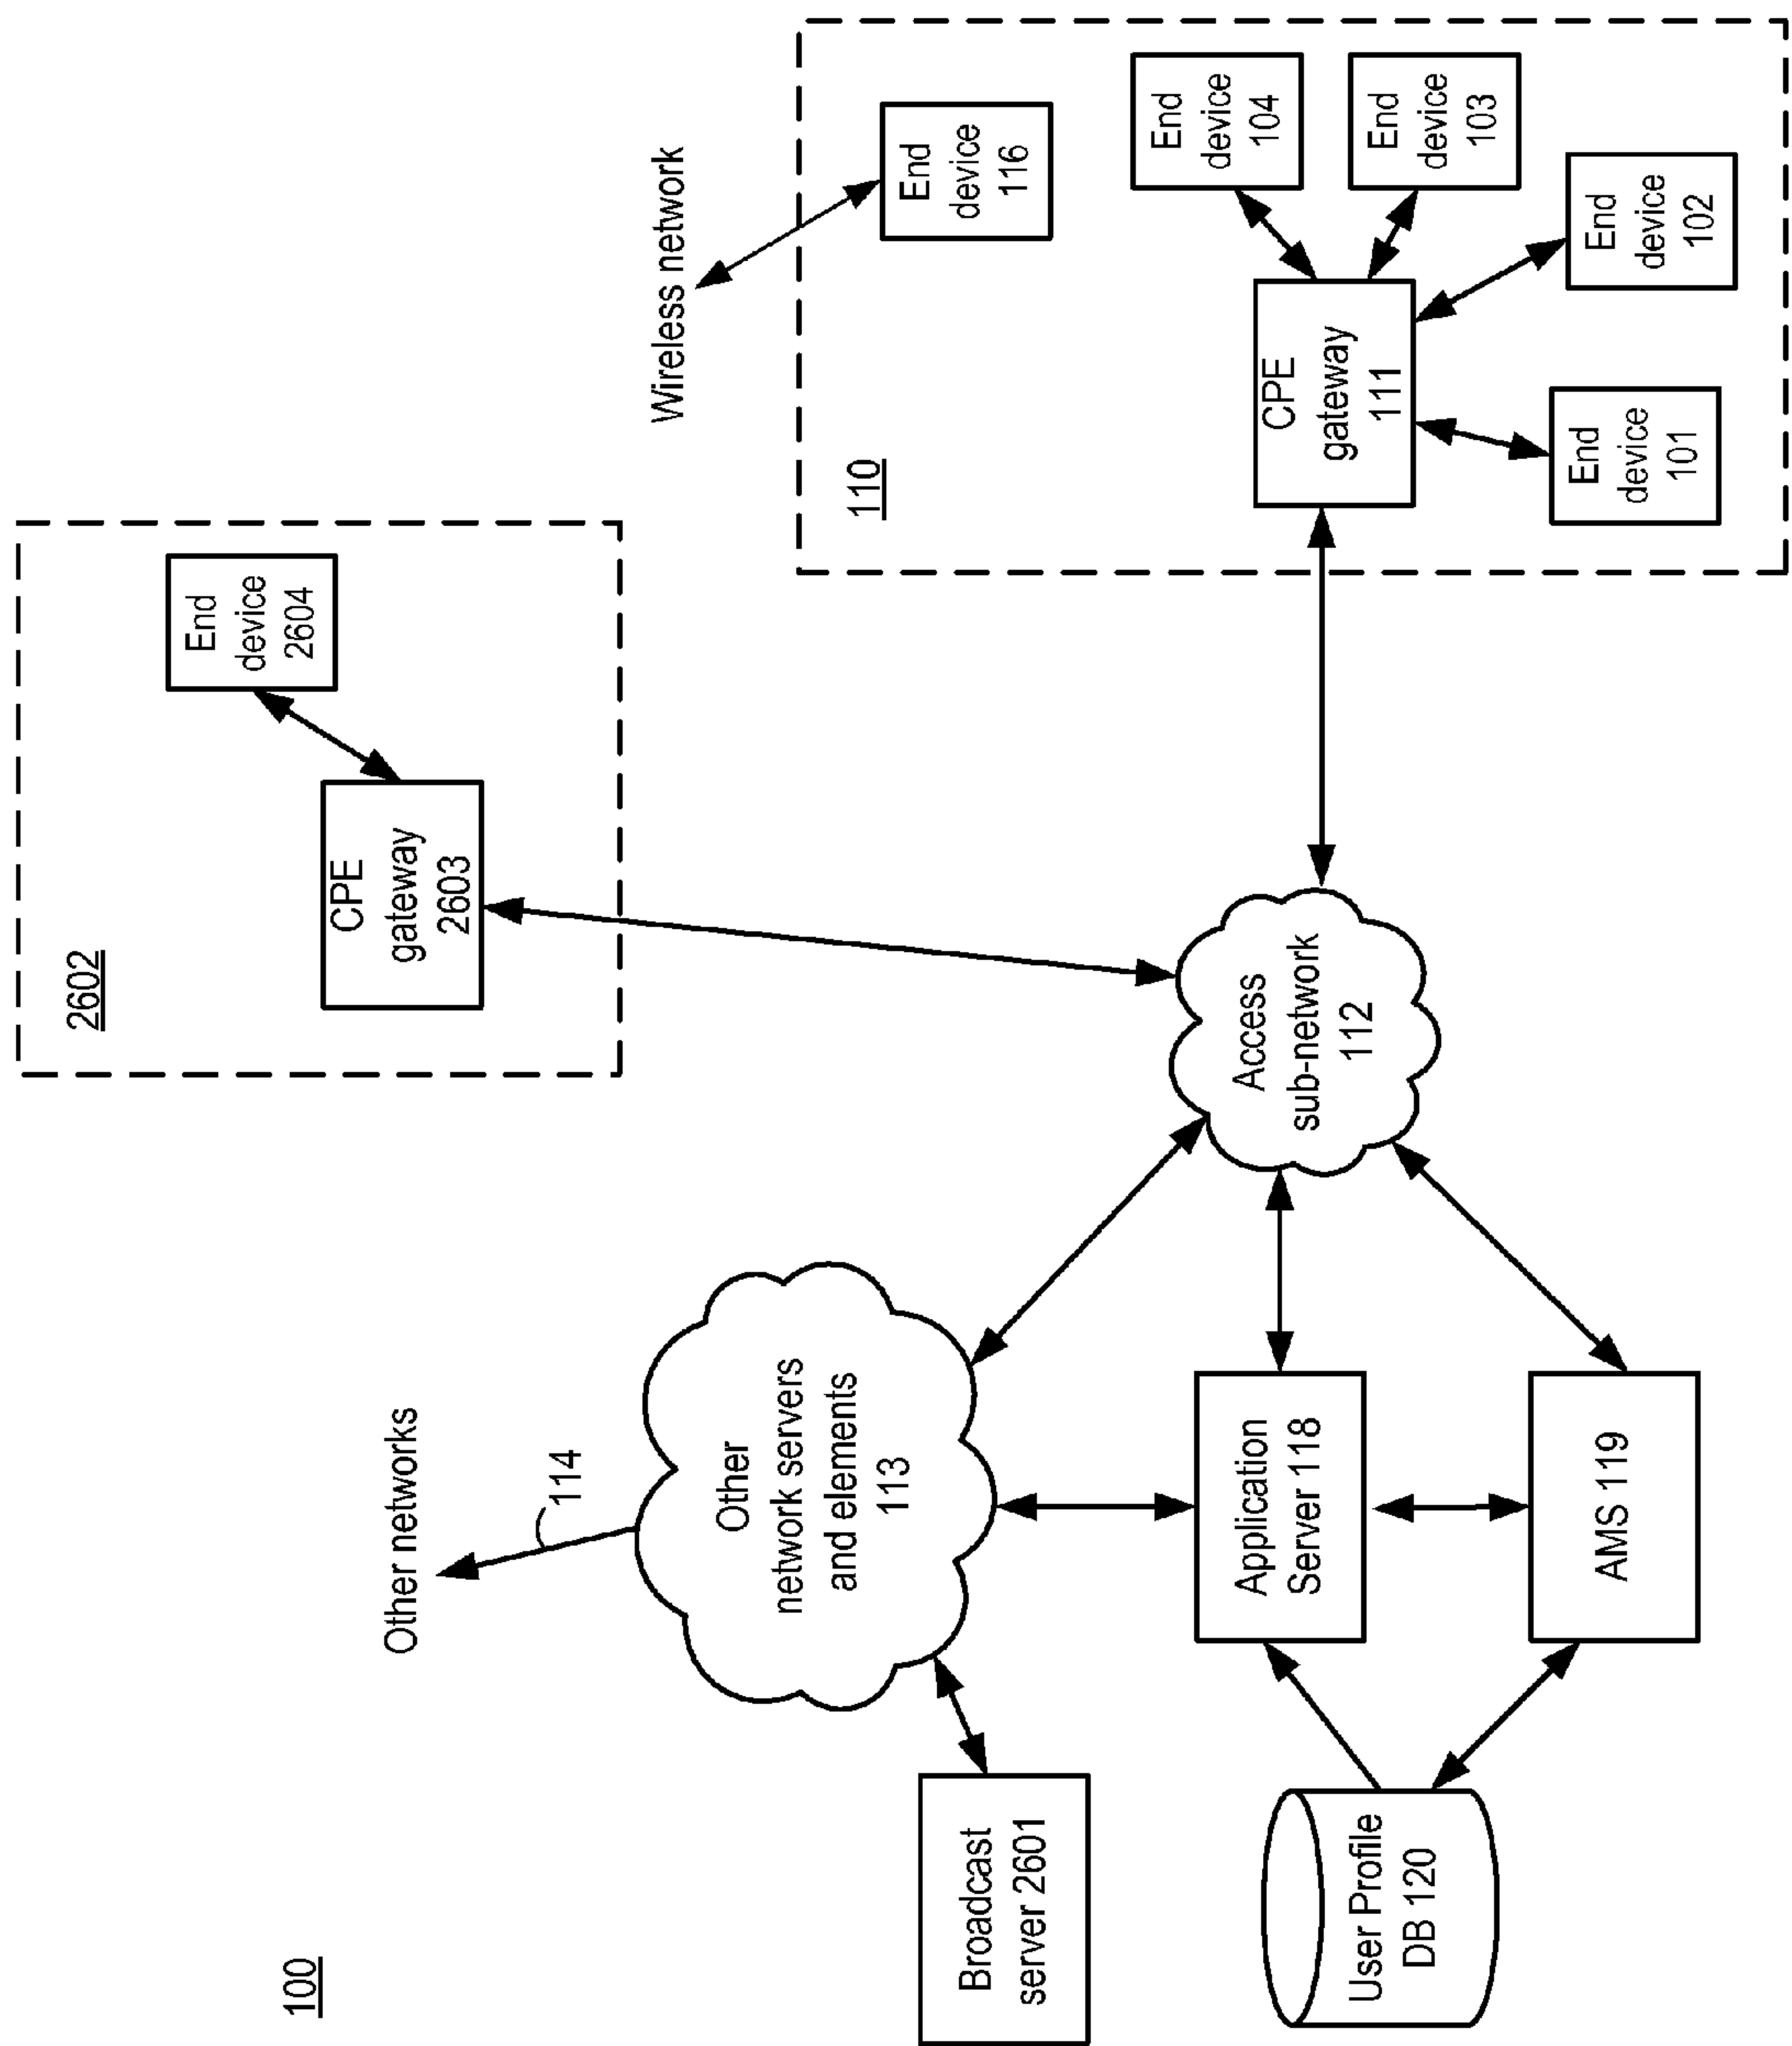 100
Other networks
114
Other
network servers
and elements
113
Broadcast
server 2601
User Profile
DB 120
Application
Server 118
AMS 119
Access
sub-network
112
2602
CPE
gateway
2603
End
device
2604
Wireless network
110
End
device
116
CPE
gateway
111
End
device
104
End
device
103
End
device
102
End
device
101